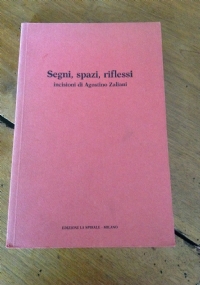 Segni, spazi, riflessi
incisioni di Agostino Zaliani
EDIZIONI LA SPIRALE - MILANO